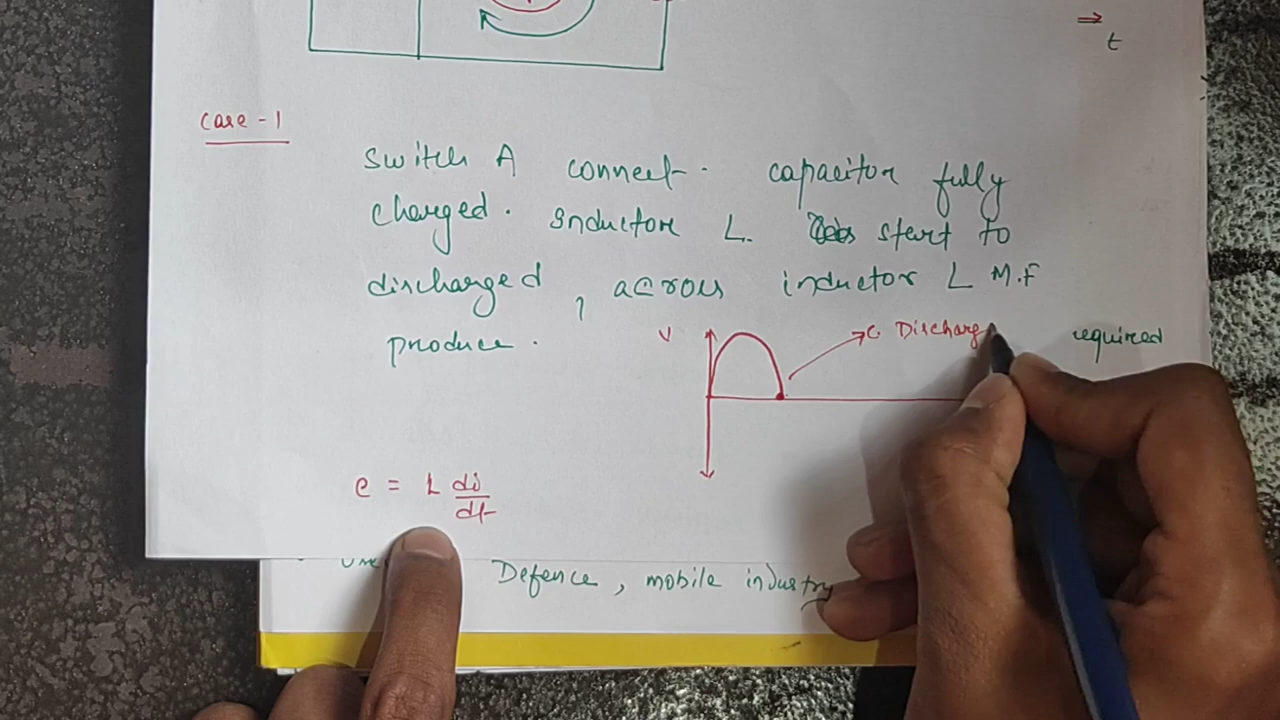 t
Case - 1
Switch A connect. capacitor fully
charged. Inductore L. start to
discharged, across inductor L M.F
produce.
V
C. Discharg
required
e = L di/dt
Defence, mobile industry